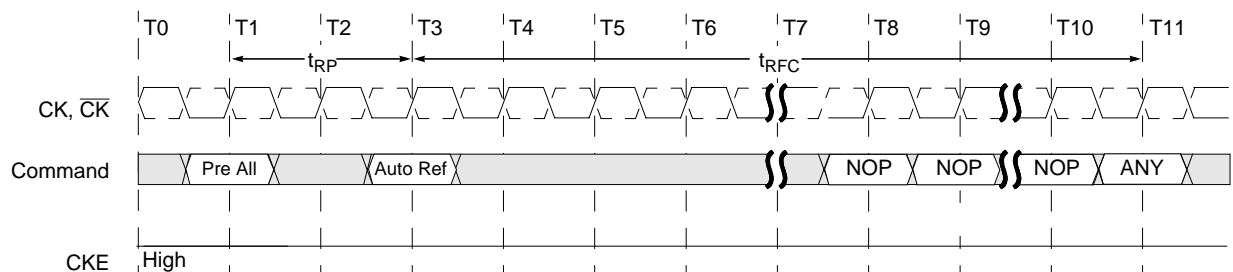 T0 T1 T2 T3 T4 T5 T6 T7 T8 T9 T10 T11
tRP tRFC
CK, CK
Command Pre All Auto Ref NOP NOP NOP ANY
CKE High